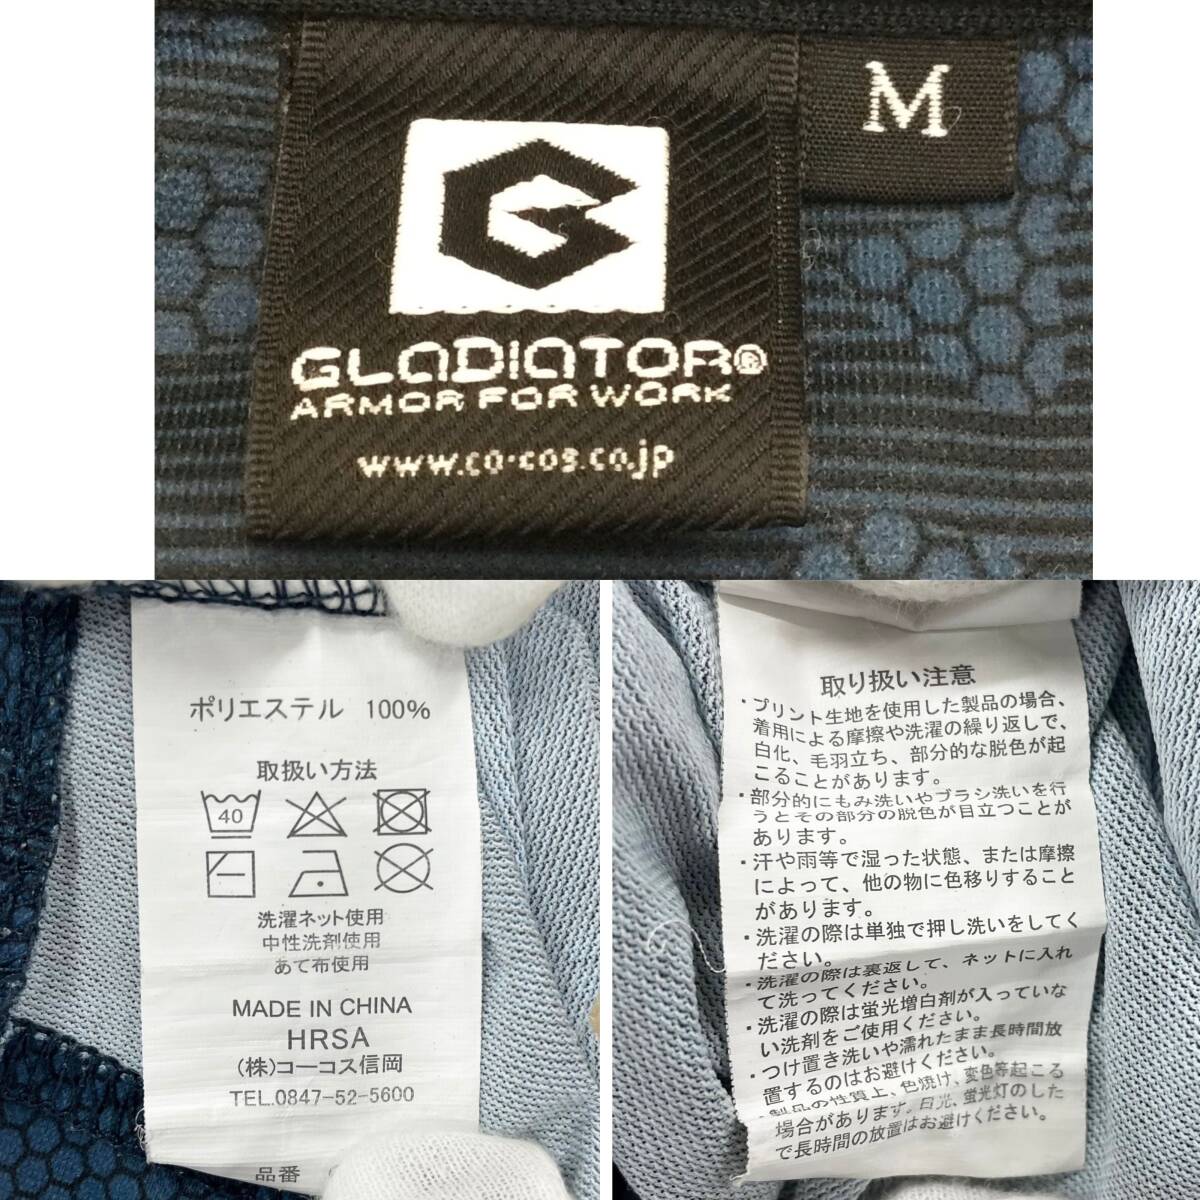 M
GLADIATOR®
ARMOR FOR WORK
www.co-cos.co.jp
ポリエステル 100%
取扱い方法
40
洗濯ネット使用
中性洗剤使用
あて布使用
MADE IN CHINA
HRSA
(株)コーコス信岡
TEL.0847-52-5600
品番
取り扱い注意
・プリント生地を使用した製品の場合、
着用による摩擦や洗濯の繰り返しで、
白化、毛羽立ち、部分的な脱色が起
こることがあります。
・部分的にもみ洗いやブラシ洗いを行
うとその部分の脱色が目立つことが
あります。
・汗や雨等で湿った状態、または摩擦
によって、他の物に色移りすること
があります。
・洗濯の際は単独で押し洗いをしてく
ださい。
・洗濯の際は裏返して、ネットに入れ
て洗ってください。
・洗濯の際は蛍光増白剤が入っていな
い洗剤をご使用ください。
・つけ置き洗いや濡れたまま長時間放
置するのはお避けください。
・製品の性質上、色焼け、変色等起こる
場合があります。日光、蛍光灯のした
で長時間の放置はお避けください。